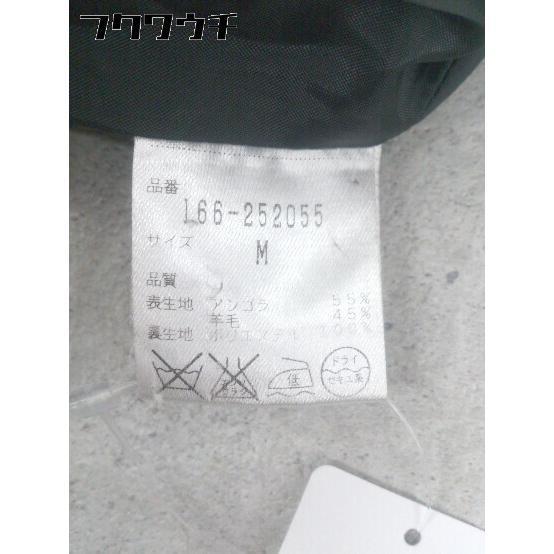 フクワウチ
品番
166-252055
サイズ
M
品質
表生地 アンゴラ 55%
羊毛 45%
裏生地 ポリエステル 100%
低
ドライ
セキユ系